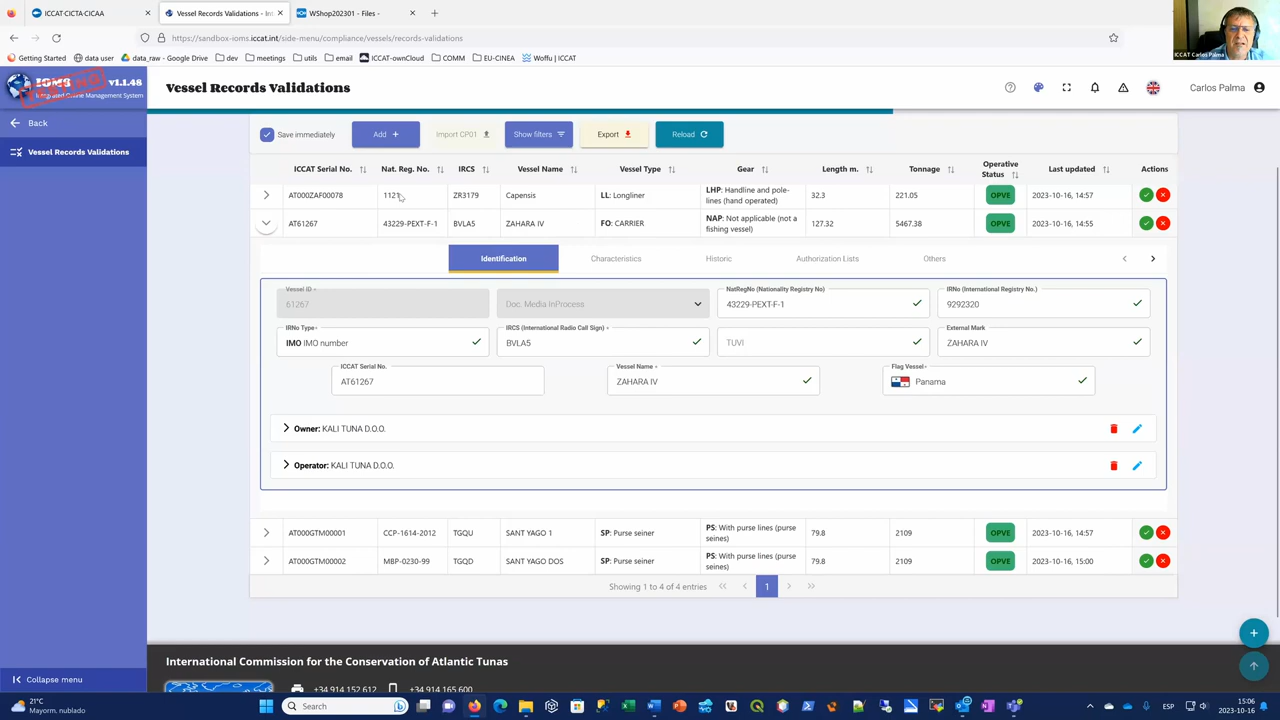 ICCAT·CICTA·CICAA
Vessel Records Validations - Int
WShop202301 - Files -
https://sandbox-ioms.iccat.int/side-menu/compliance/vessels/records-validations
Getting Started
data user
data_raw - Google Drive
dev
meetings
utils
email
ICCAT-ownCloud
COMM
EU-CINEA
Woffu | ICCAT
ICCAT Carlos Palma
IOMS v1.1.48
Integrated Online Management System
Vessel Records Validations
Carlos Palma
Back
Vessel Records Validations
Save immediately
Add +
Import CP01
Show filters
Export
Reload
ICCAT Serial No. Nat. Reg. No. IRCS Vessel Name Vessel Type Gear Length m. Tonnage Operative Status Last updated Actions
AT000ZAF00078 1121 ZR3179 Capensis LL: Longliner LHP: Handline and pole-lines (hand operated) 32.3 221.05 OPVE 2023-10-16, 14:57
AT61267 43229-PEXT-F-1 BVLA5 ZAHARA IV FO: CARRIER NAP: Not applicable (not a fishing vessel) 127.32 5467.38 OPVE 2023-10-16, 14:55
Identification Characteristics Historic Authorization Lists Others
Vessel ID
61267
Doc. Media InProcess
NatRegNo (Nationality Registry No)
43229-PEXT-F-1
IRNo (International Registry No.)
9292320
IRNo Type*
IMO IMO number
IRCS (International Radio Call Sign) *
BVLA5
TUVI
External Mark
ZAHARA IV
ICCAT Serial No.
AT61267
Vessel Name*
ZAHARA IV
Flag Vessel*
Panama
Owner: KALI TUNA D.O.O.
Operator: KALI TUNA D.O.O.
AT000GTM00001 CCP-1614-2012 TGQU SANT YAGO 1 SP: Purse seiner PS: With purse lines (purse seines) 79.8 2109 OPVE 2023-10-16, 14:57
AT000GTM00002 MBP-0230-99 TGQD SANT YAGO DOS SP: Purse seiner PS: With purse lines (purse seines) 79.8 2109 OPVE 2023-10-16, 15:00
Showing 1 to 4 of 4 entries
1
International Commission for the Conservation of Atlantic Tunas
+34 914 152 612
+34 914 165 600
Collapse menu
21°C
Mayorm. nublado
Search
ESP
15:06
2023-10-16